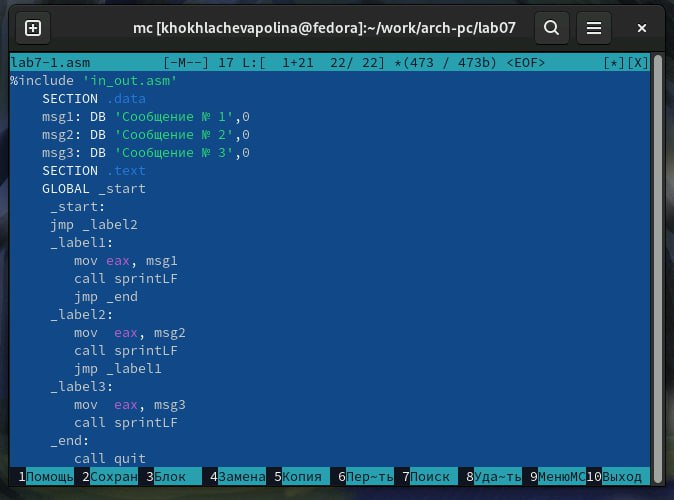 mc [khokhlachevapolina@fedora]:~/work/arch-pc/lab07
lab7-1.asm [-M--] 17 L:[ 1+21 22/ 22] *(473 / 473b) <EOF> [*][X]
%include 'in_out.asm'
SECTION .data
msg1: DB 'Сообщение № 1',0
msg2: DB 'Сообщение № 2',0
msg3: DB 'Сообщение № 3',0
SECTION .text
GLOBAL _start
_start:
jmp _label2
_label1:
mov eax, msg1
call sprintLF
jmp _end
_label2:
mov eax, msg2
call sprintLF
jmp _label1
_label3:
mov eax, msg3
call sprintLF
_end:
call quit
1Помощь 2Сохран 3Блок 4Замена 5Копия 6Пер~ть 7Поиск 8Уда~ть 9МенюMC 10Выход